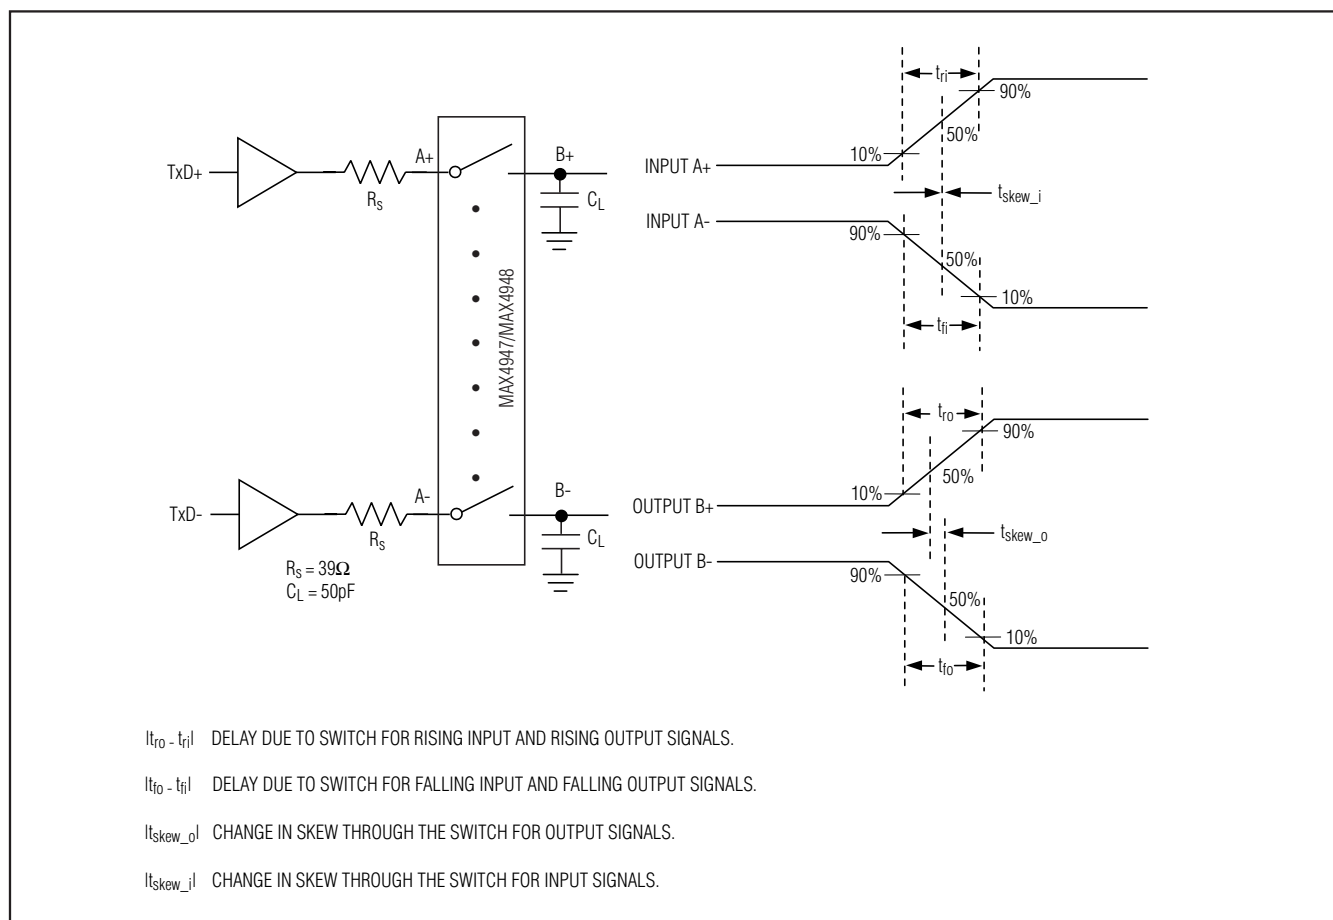 TxD+
R_S
A+
B+
C_L
MAX4947/MAX4948
TxD-
R_S
A-
B-
C_L
R_S = 39Ω
C_L = 50pF
t_ri
90%
50%
10%
INPUT A+
t_skew_i
INPUT A-
90%
50%
10%
t_fi
t_ro
90%
50%
10%
OUTPUT B+
t_skew_o
OUTPUT B-
90%
50%
10%
t_fo
|t_ro - t_ri| DELAY DUE TO SWITCH FOR RISING INPUT AND RISING OUTPUT SIGNALS.
|t_fo - t_fi| DELAY DUE TO SWITCH FOR FALLING INPUT AND FALLING OUTPUT SIGNALS.
|t_skew_o| CHANGE IN SKEW THROUGH THE SWITCH FOR OUTPUT SIGNALS.
|t_skew_i| CHANGE IN SKEW THROUGH THE SWITCH FOR INPUT SIGNALS.